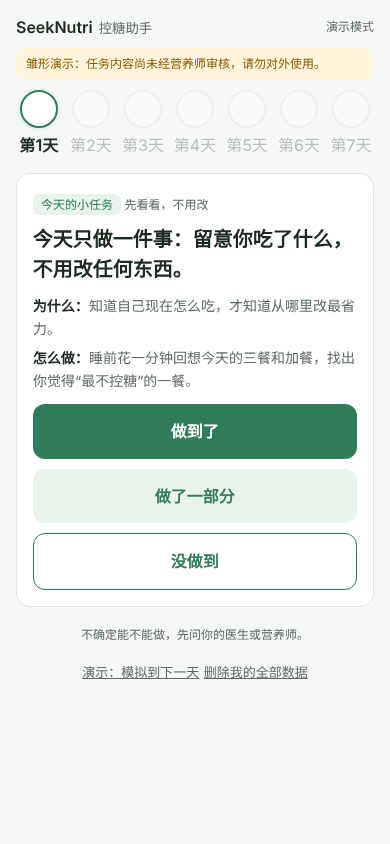 SeekNutri 控糖助手 演示模式
雏形演示：任务内容尚未经营养师审核，请勿对外使用。
第1天 第2天 第3天 第4天 第5天 第6天 第7天
今天的小任务 先看看，不用改
今天只做一件事：留意你吃了什么，
不用改任何东西。
为什么：知道自己现在怎么吃，才知道从哪里改最省
力。
怎么做：睡前花一分钟回想今天的三餐和加餐，找出
你觉得“最不控糖”的一餐。
做到了
做了一部分
没做到
不确定能不能做，先问你的医生或营养师。
演示：模拟到下一天 删除我的全部数据